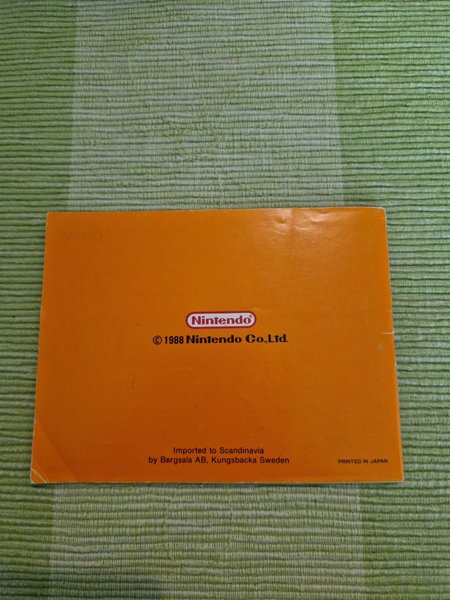 Nintendo®
© 1988 Nintendo Co.,Ltd.
Imported to Scandinavia
by Bergsala AB, Kungsbacka Sweden
PRINTED IN JAPAN